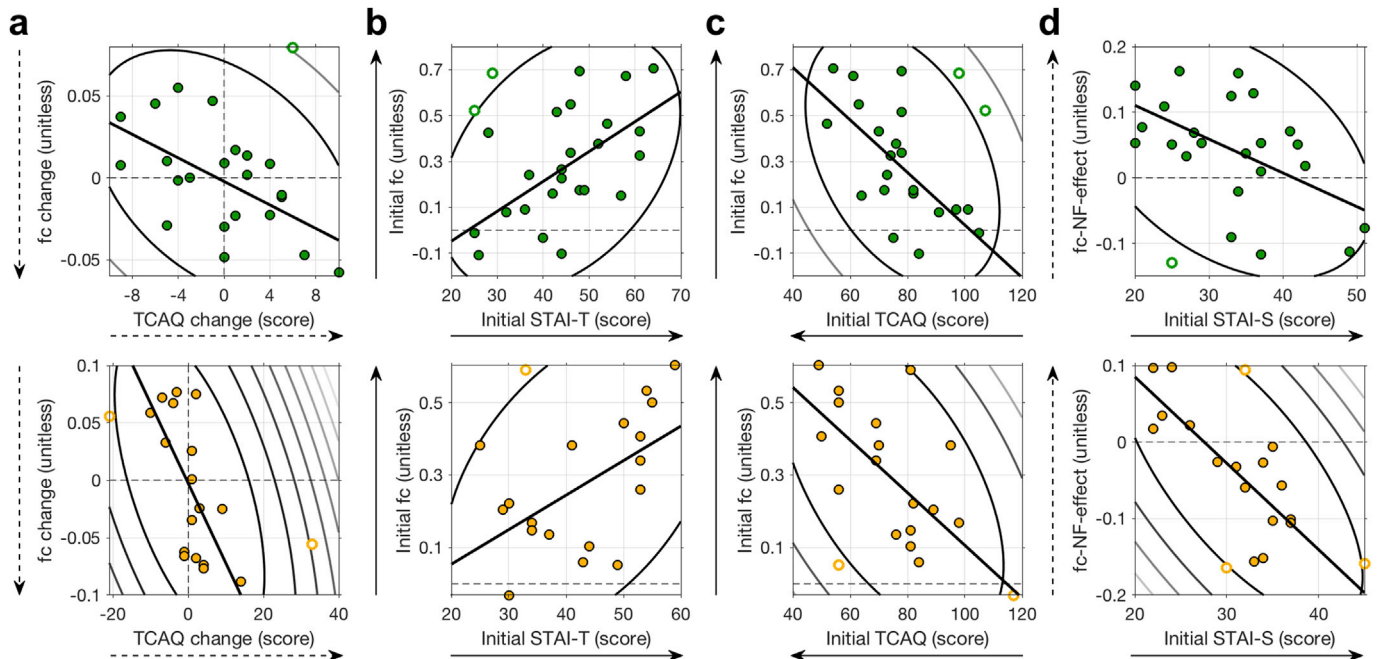 a b c d
0.05
0
-0.05
fc change (unitless)
-8 -4 0 4 8
TCAQ change (score)
0.7
0.5
0.3
0.1
-0.1
Initial fc (unitless)
20 30 40 50 60 70
Initial STAI-T (score)
0.7
0.5
0.3
0.1
-0.1
Initial fc (unitless)
40 60 80 100 120
Initial TCAQ (score)
0.2
0.1
0
-0.1
fc-NF-effect (unitless)
20 30 40 50
Initial STAI-S (score)
0.1
0.05
0
-0.05
-0.1
fc change (unitless)
-20 0 20 40
TCAQ change (score)
0.5
0.3
0.1
Initial fc (unitless)
20 30 40 50 60
Initial STAI-T (score)
0.5
0.3
0.1
Initial fc (unitless)
40 60 80 100 120
Initial TCAQ (score)
0.1
0
-0.1
-0.2
fc-NF-effect (unitless)
20 30 40
Initial STAI-S (score)